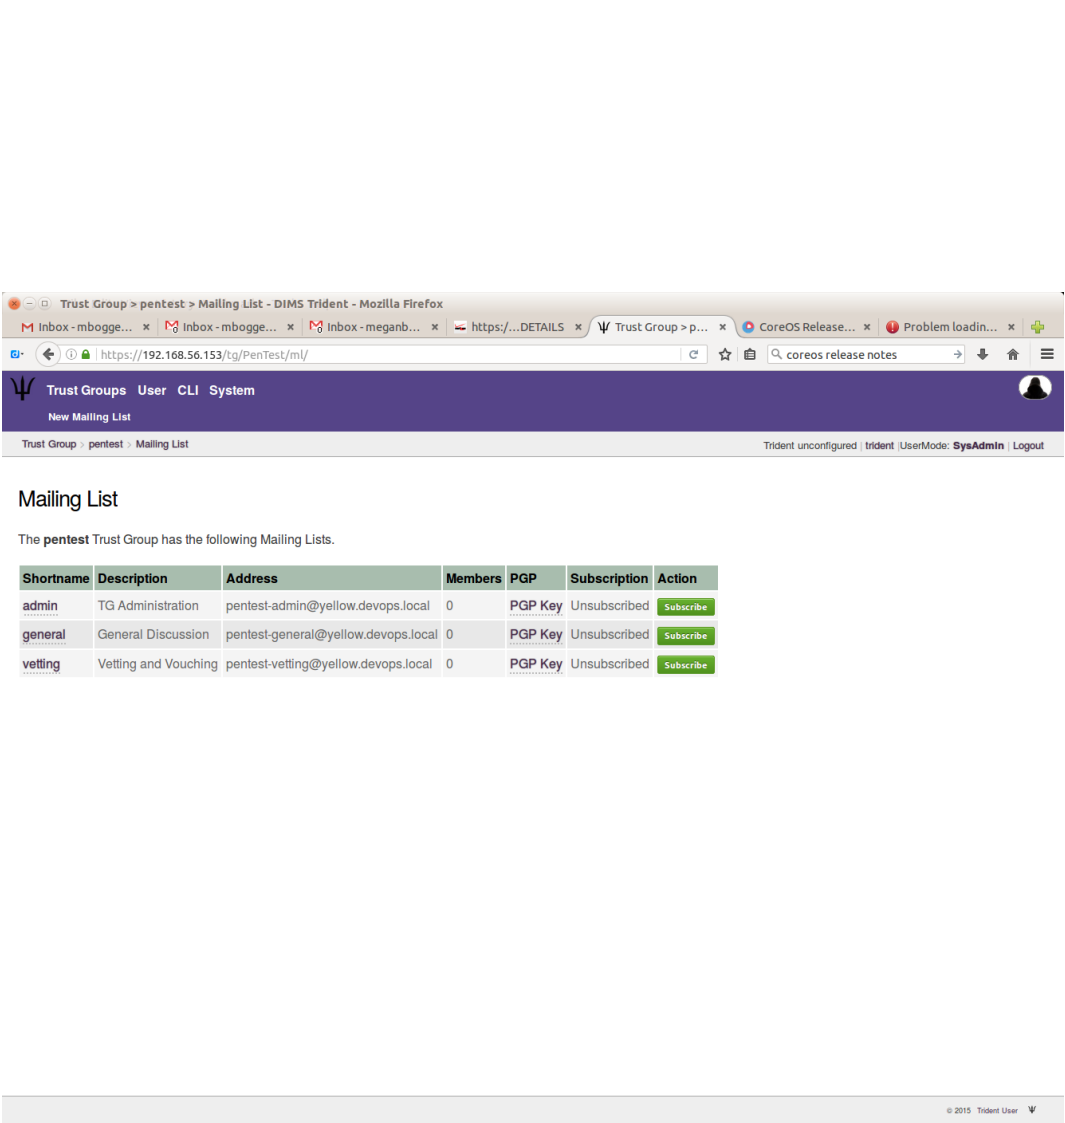 Trust Group > pentest > Mailing List - DIMS Trident - Mozilla Firefox
Inbox - mbogge... Inbox - mbogge... Inbox - meganb... https:/...DETAILS Trust Group > p... CoreOS Release... Problem loadin...
https://192.168.56.153/tg/PenTest/ml/ coreos release notes
Trust Groups User CLI System
New Mailing List
Trust Group > pentest > Mailing List Trident unconfigured | trident |UserMode: SysAdmin | Logout
Mailing List
The pentest Trust Group has the following Mailing Lists.
Shortname Description Address Members PGP Subscription Action
admin TG Administration pentest-admin@yellow.devops.local 0 PGP Key Unsubscribed Subscribe
general General Discussion pentest-general@yellow.devops.local 0 PGP Key Unsubscribed Subscribe
vetting Vetting and Vouching pentest-vetting@yellow.devops.local 0 PGP Key Unsubscribed Subscribe
© 2015 Trident User